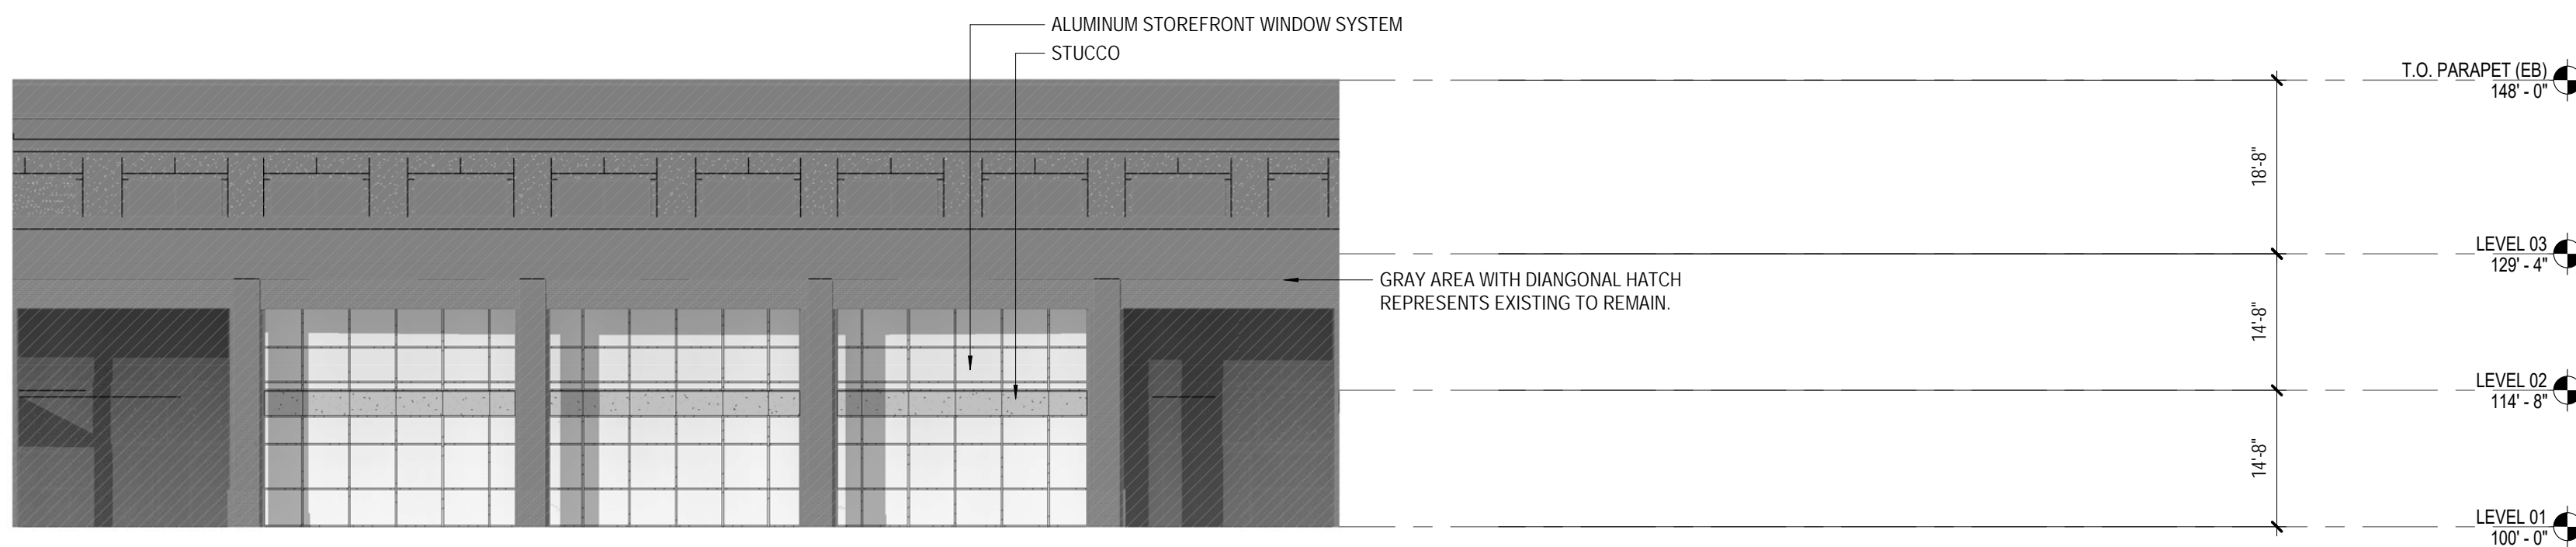 ALUMINUM STOREFRONT WINDOW SYSTEM
STUCCO
T.O. PARAPET (EB)
148' - 0"
18'-8"
LEVEL 03
129' - 4"
GRAY AREA WITH DIANGONAL HATCH
REPRESENTS EXISTING TO REMAIN.
14'-8"
LEVEL 02
114' - 8"
14'-8"
LEVEL 01
100' - 0"